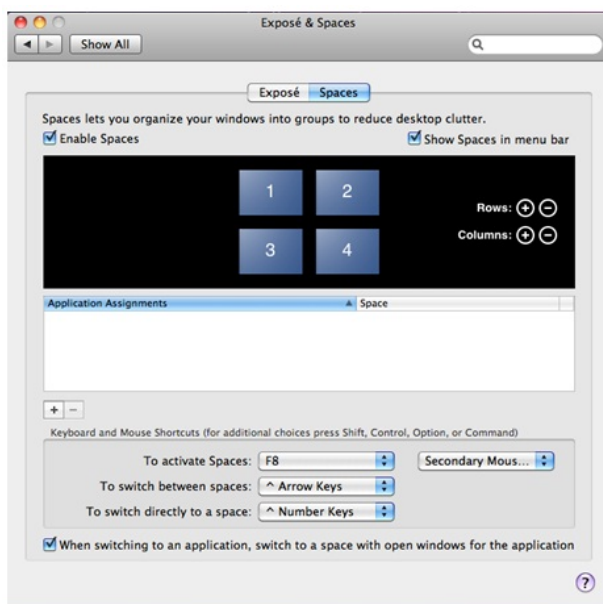 Exposé & Spaces
Show All
Exposé Spaces
Spaces lets you organize your windows into groups to reduce desktop clutter.
Enable Spaces Show Spaces in menu bar
1 2
Rows: + −
Columns: + −
3 4
Application Assignments Space
+ −
Keyboard and Mouse Shortcuts (for additional choices press Shift, Control, Option, or Command)
To activate Spaces: F8 Secondary Mous...
To switch between spaces: ^ Arrow Keys
To switch directly to a space: ^ Number Keys
When switching to an application, switch to a space with open windows for the application
?